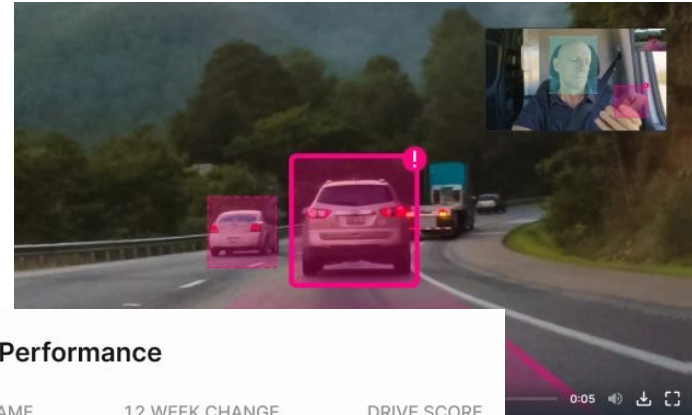 !
Performance
AME
12 WEEK CHANGE
DRIVE SCORE
0:05